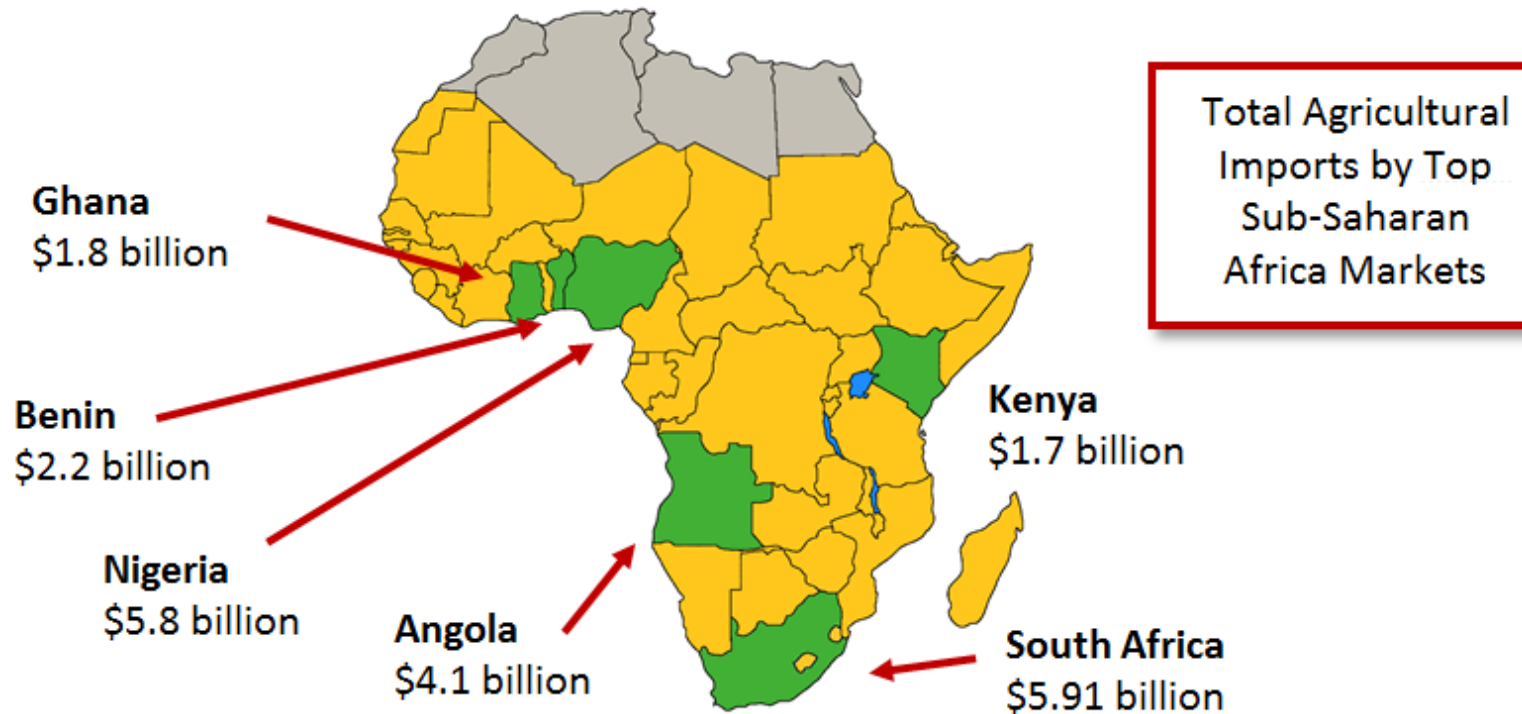 Total Agricultural
Imports by Top
Sub-Saharan
Africa Markets
Ghana
$1.8 billion
Benin
$2.2 billion
Nigeria
$5.8 billion
Angola
$4.1 billion
Kenya
$1.7 billion
South Africa
$5.91 billion